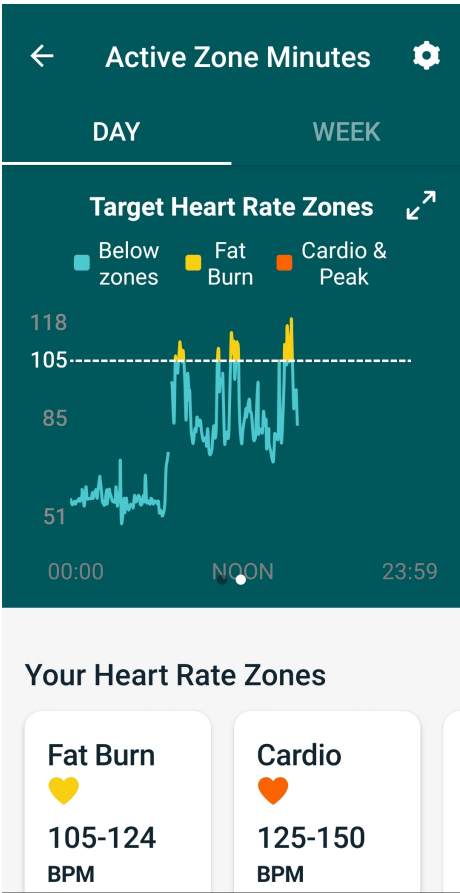 Active Zone Minutes
DAY WEEK
Target Heart Rate Zones
Below zones
Fat Burn
Cardio & Peak
118
105
85
51
00:00 NOON 23:59
Your Heart Rate Zones
Fat Burn
105-124
BPM
Cardio
125-150
BPM